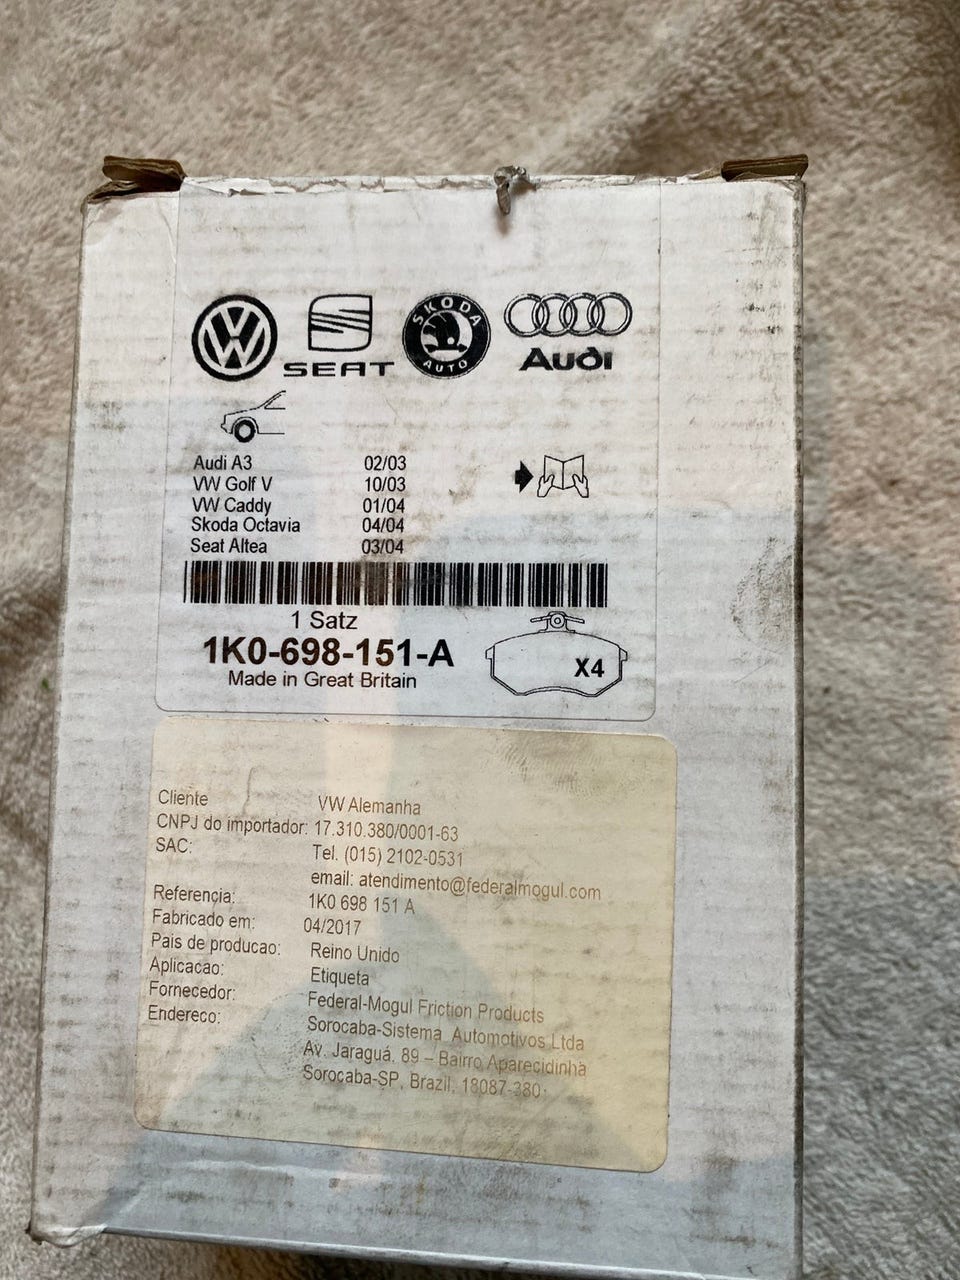 SEAT
SKODA
AUTO
Audi
Audi A3 02/03
VW Golf V 10/03
VW Caddy 01/04
Skoda Octavia 04/04
Seat Altea 03/04
1 Satz
1K0-698-151-A
Made in Great Britain
X4
Cliente VW Alemanha
CNPJ do importador: 17.310.380/0001-63
SAC: Tel. (015) 2102-0531
email: atendimento@federalmogul.com
Referencia: 1K0 698 151 A
Fabricado em: 04/2017
Pais de producao: Reino Unido
Aplicacao: Etiqueta
Fornecedor: Federal-Mogul Friction Products
Endereco: Sorocaba-Sistema Automotivos Ltda
Av. Jaraguá, 89 – Bairro Aparecidinha
Sorocaba-SP, Brazil, 18087-380